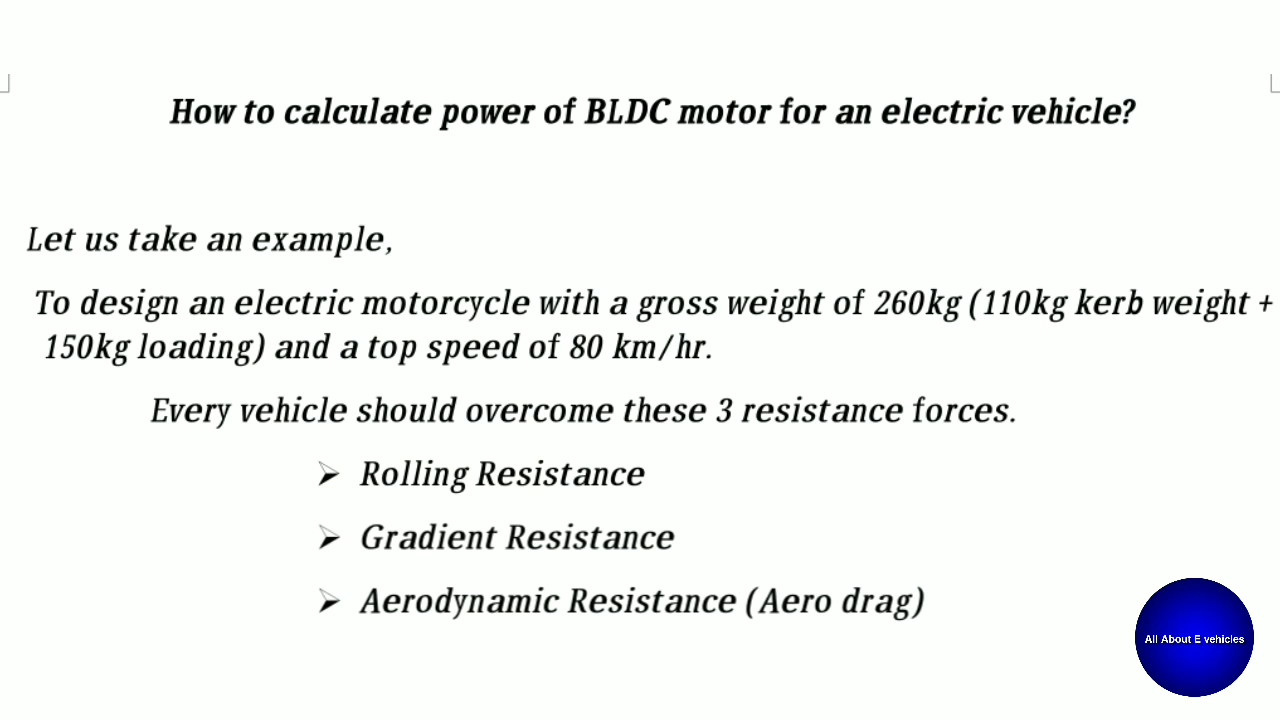 How to calculate power of BLDC motor for an electric vehicle?
Let us take an example,
To design an electric motorcycle with a gross weight of 260kg (110kg kerb weight +
150kg loading) and a top speed of 80 km/hr.
Every vehicle should overcome these 3 resistance forces.
➢ Rolling Resistance
➢ Gradient Resistance
➢ Aerodynamic Resistance (Aero drag)
All About E vehicles